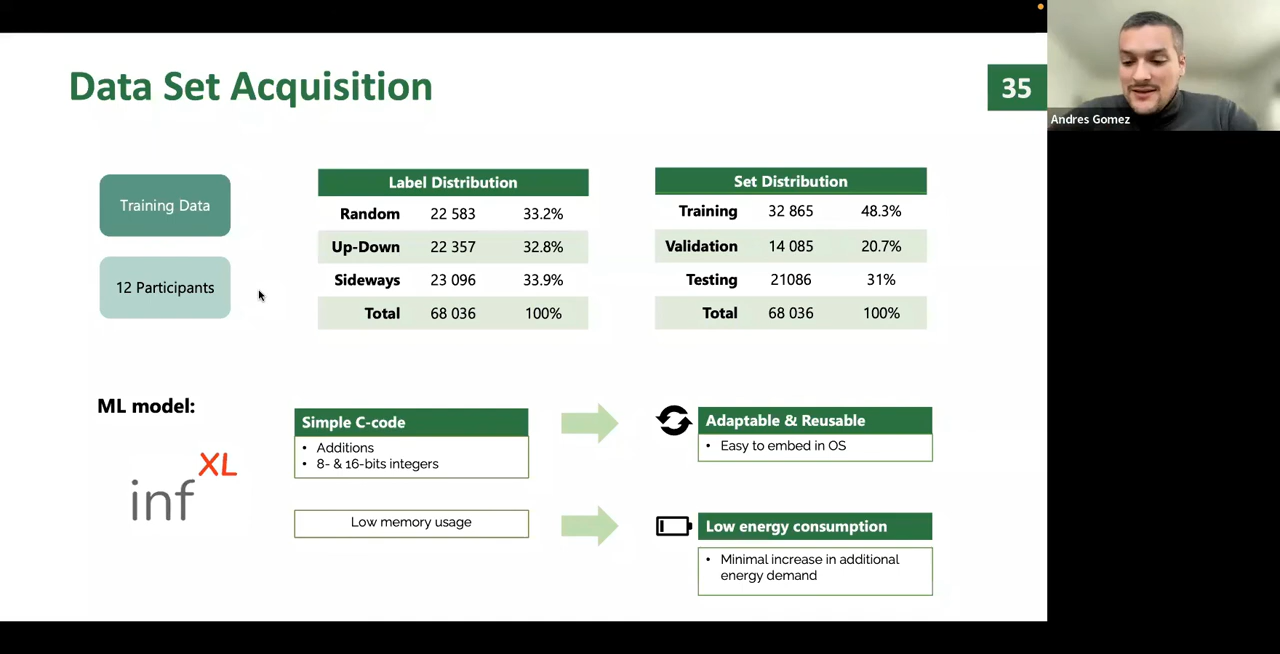 Data Set Acquisition
35
Andres Gomez
Training Data
12 Participants
Label Distribution
Random 22 583 33.2%
Up-Down 22 357 32.8%
Sideways 23 096 33.9%
Total 68 036 100%
Set Distribution
Training 32 865 48.3%
Validation 14 085 20.7%
Testing 21086 31%
Total 68 036 100%
ML model:
infXL
Simple C-code
• Additions
• 8- & 16-bits integers
Adaptable & Reusable
• Easy to embed in OS
Low memory usage
Low energy consumption
• Minimal increase in additional
energy demand